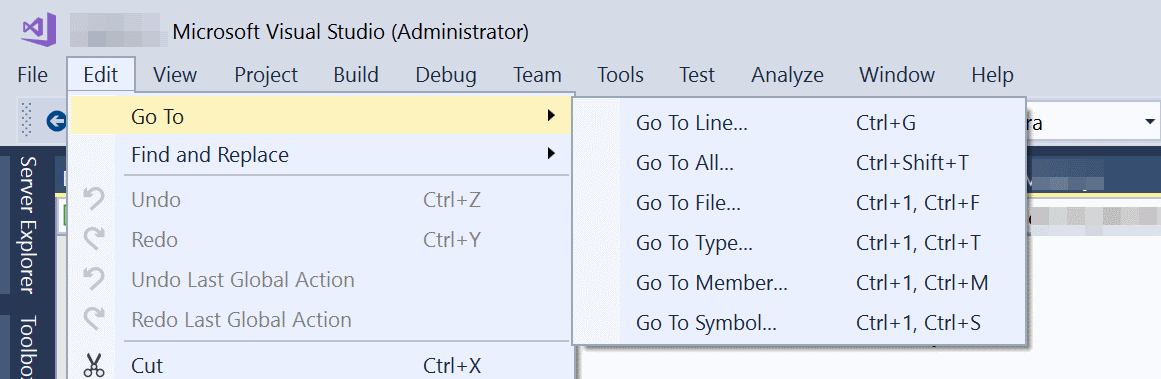 Microsoft Visual Studio (Administrator)
File Edit View Project Build Debug Team Tools Test Analyze Window Help
Go To
Find and Replace
Undo Ctrl+Z
Redo Ctrl+Y
Undo Last Global Action
Redo Last Global Action
Cut Ctrl+X
Go To Line... Ctrl+G
Go To All... Ctrl+Shift+T
Go To File... Ctrl+1, Ctrl+F
Go To Type... Ctrl+1, Ctrl+T
Go To Member... Ctrl+1, Ctrl+M
Go To Symbol... Ctrl+1, Ctrl+S
ra
Server Explorer
Toolbox